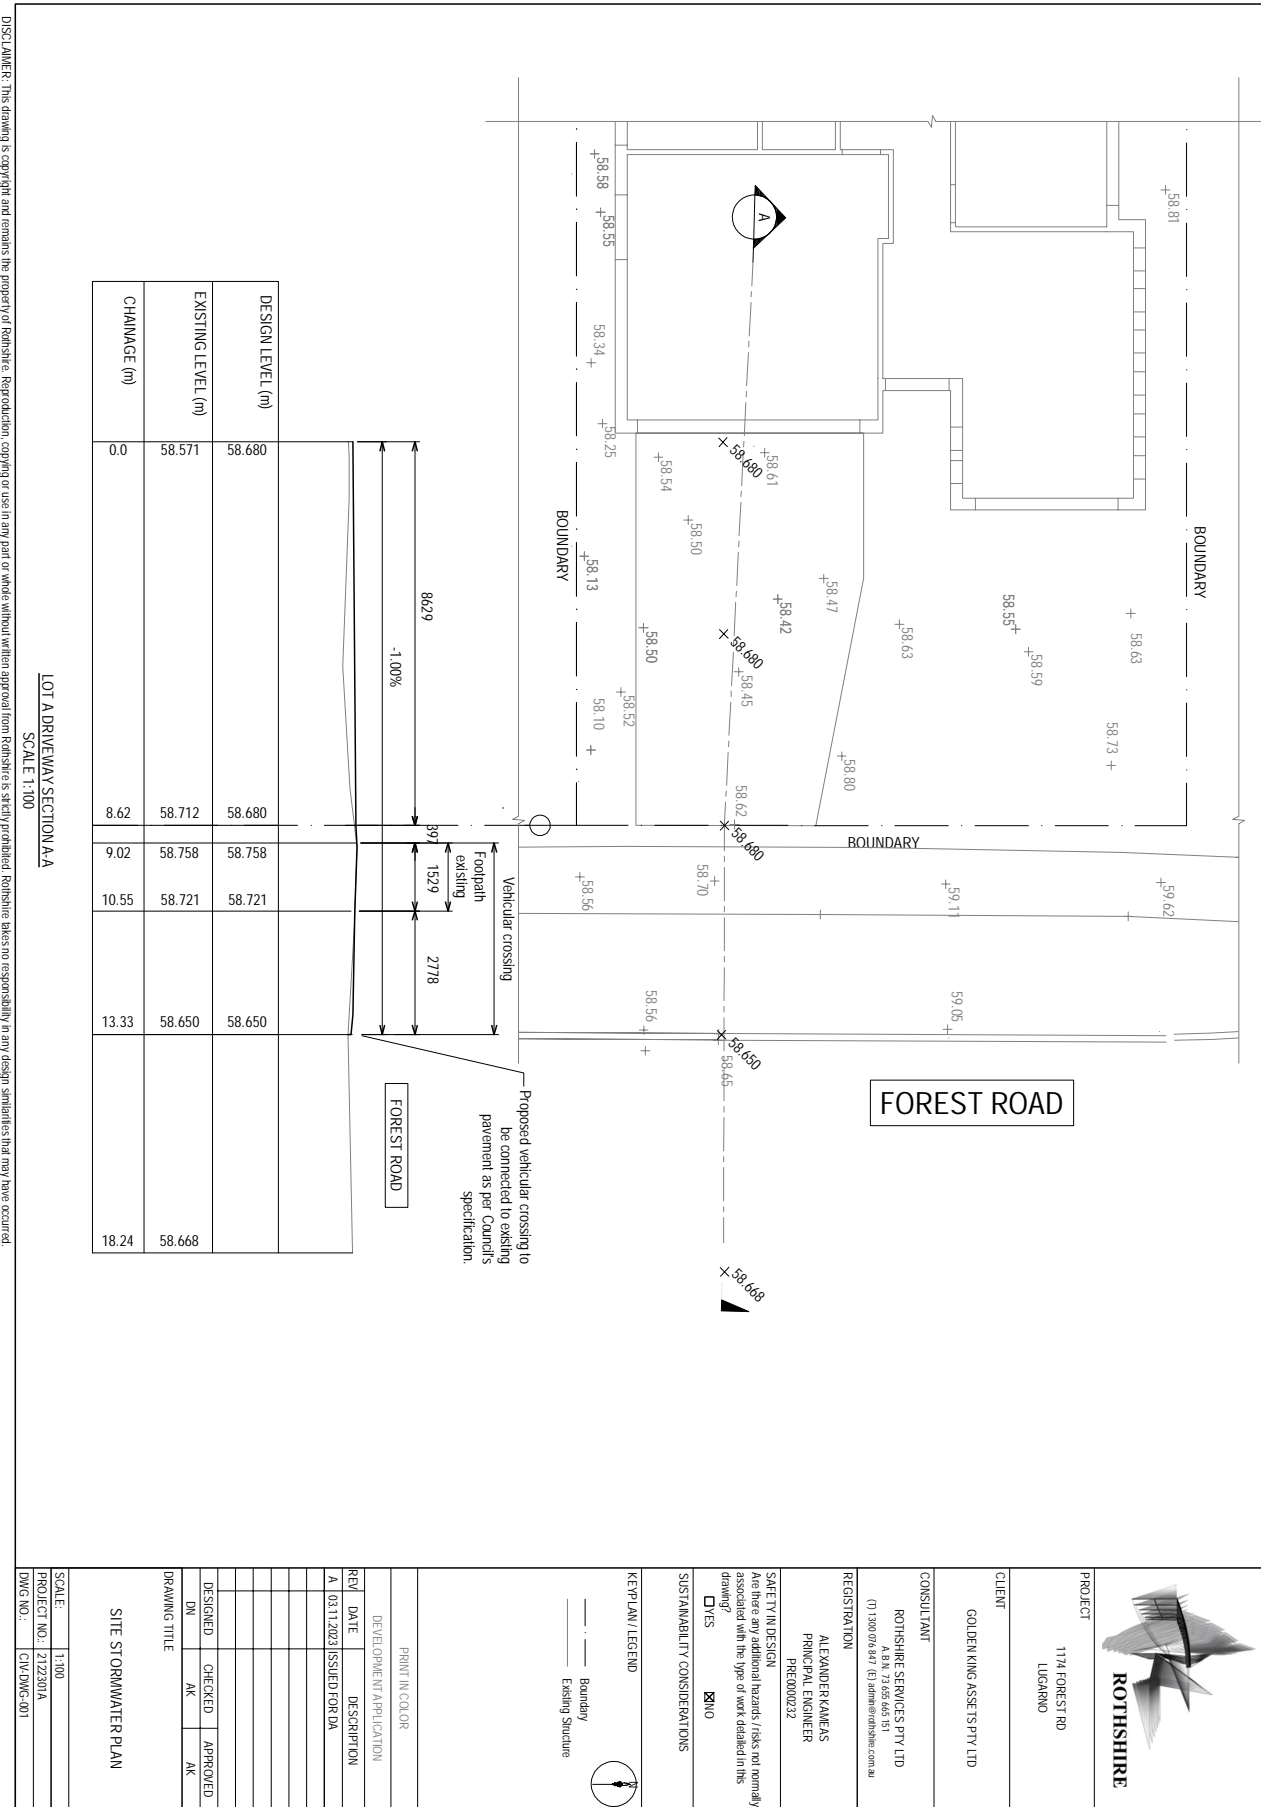 58.58
58.55
58.34
58.25
58.81
A
58.680
58.61
58.54
58.50
58.13
BOUNDARY
58.47
58.42
58.680
58.50
58.45
58.52
58.10
58.63
58.55
58.59
58.63
58.73
58.80
BOUNDARY
58.62
58.680
BOUNDARY
58.70
58.56
59.11
59.62
58.56
59.05
58.650
58.65
58.668
FOREST ROAD
8629
-1.00%
397
1529
2778
Footpath
existing
Vehicular crossing
Proposed vehicular crossing to
be connected to existing
pavement as per Council's
specification.
FOREST ROAD
DESIGN LEVEL (m)
58.680
58.680
58.758
58.721
58.650
EXISTING LEVEL (m)
58.571
58.712
58.758
58.721
58.650
58.668
CHAINAGE (m)
0.0
8.62
9.02
10.55
13.33
18.24
LOT A DRIVEWAY SECTION A-A
SCALE 1:100
ROTHSHIRE
PROJECT
1174 FOREST RD
LUGARNO
CLIENT
GOLDEN KING ASSETS PTY LTD
CONSULTANT
ROTHSHIRE SERVICES PTY LTD
A.B.N. 73 655 665 151
(T) 1300 076 847 (E) admin@rothshire.com.au
REGISTRATION
ALEXANDER KAMEAS
PRINCIPAL ENGINEER
PRE0000232
SAFETY IN DESIGN
Are there any additional hazards / risks not normally
associated with the type of work detailed in this
drawing?
YES
NO
SUSTAINABILITY CONSIDERATIONS
KEYPLAN / LEGEND
N
Boundary
Existing Structure
PRINT IN COLOR
DEVELOPMENT APPLICATION
REV DATE DESCRIPTION
A 03.11.2023 ISSUED FOR DA
DESIGNED CHECKED APPROVED
DN AK AK
DRAWING TITLE
SITE STORMWATER PLAN
SCALE: 1:100
PROJECT NO.: 2122301A
DWG NO.: CIV-DWG-001
DISCLAIMER: This drawing is copyright and remains the property of Rothshire. Reproduction, copying or use in any part or whole without written approval from Rothshire is strictly prohibited. Rothshire takes no responsibility in any design similarities that may have occurred.